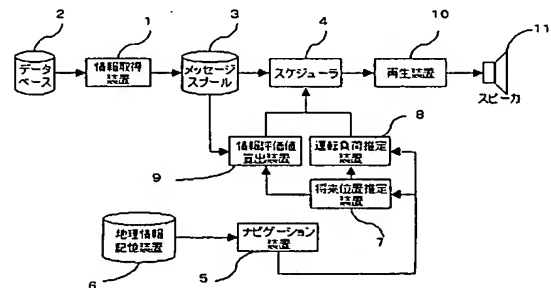 2
1
3
4
10
11
データ
ベース
情報取得
装置
メッセージ
スプール
スケジューラ
再生装置
スピーカ
情報評価値
算出装置
9
運転負荷推定
装置
8
将来位置推定
装置
7
地理情報
記憶装置
6
ナビゲーション
装置
5